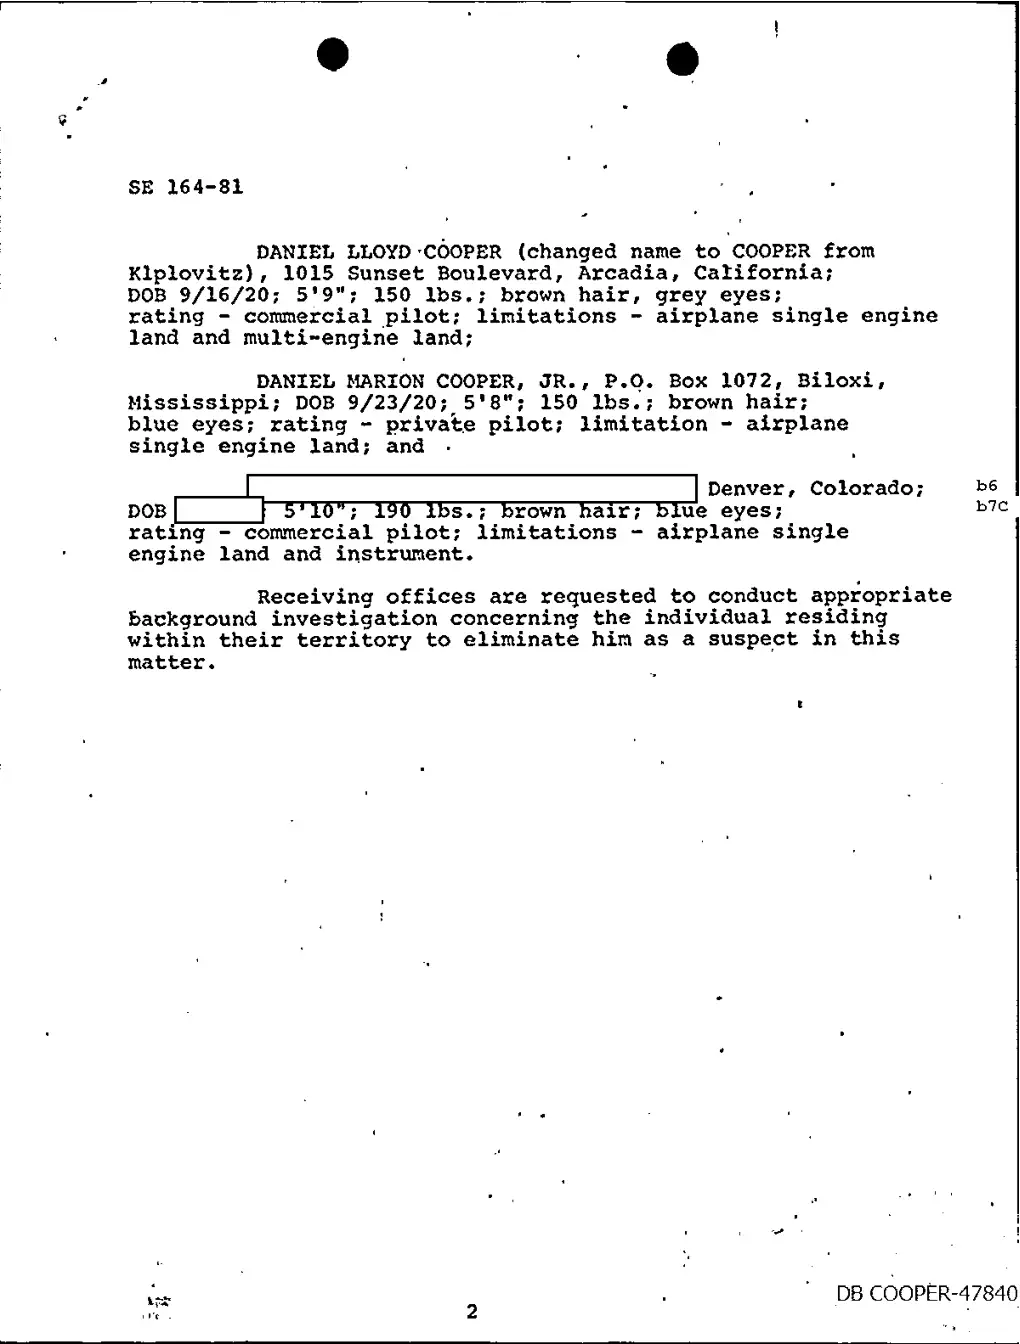 SE 164-81
DANIEL LLOYD COOPER (changed name to COOPER from
Klplovitz), 1015 Sunset Boulevard, Arcadia, California;
DOB 9/16/20; 5'9"; 150 lbs.; brown hair, grey eyes;
rating - commercial pilot; limitations - airplane single engine
land and multi-engine land;
DANIEL MARION COOPER, JR., P.O. Box 1072, Biloxi,
Mississippi; DOB 9/23/20; 5'8"; 150 lbs.; brown hair;
blue eyes; rating - private pilot; limitation - airplane
single engine land; and
Denver, Colorado; b6
DOB ; 5'10"; 190 lbs.; brown hair; blue eyes; b7C
rating - commercial pilot; limitations - airplane single
engine land and instrument.
Receiving offices are requested to conduct appropriate
background investigation concerning the individual residing
within their territory to eliminate him as a suspect in this
matter.
2
DB COOPER-47840